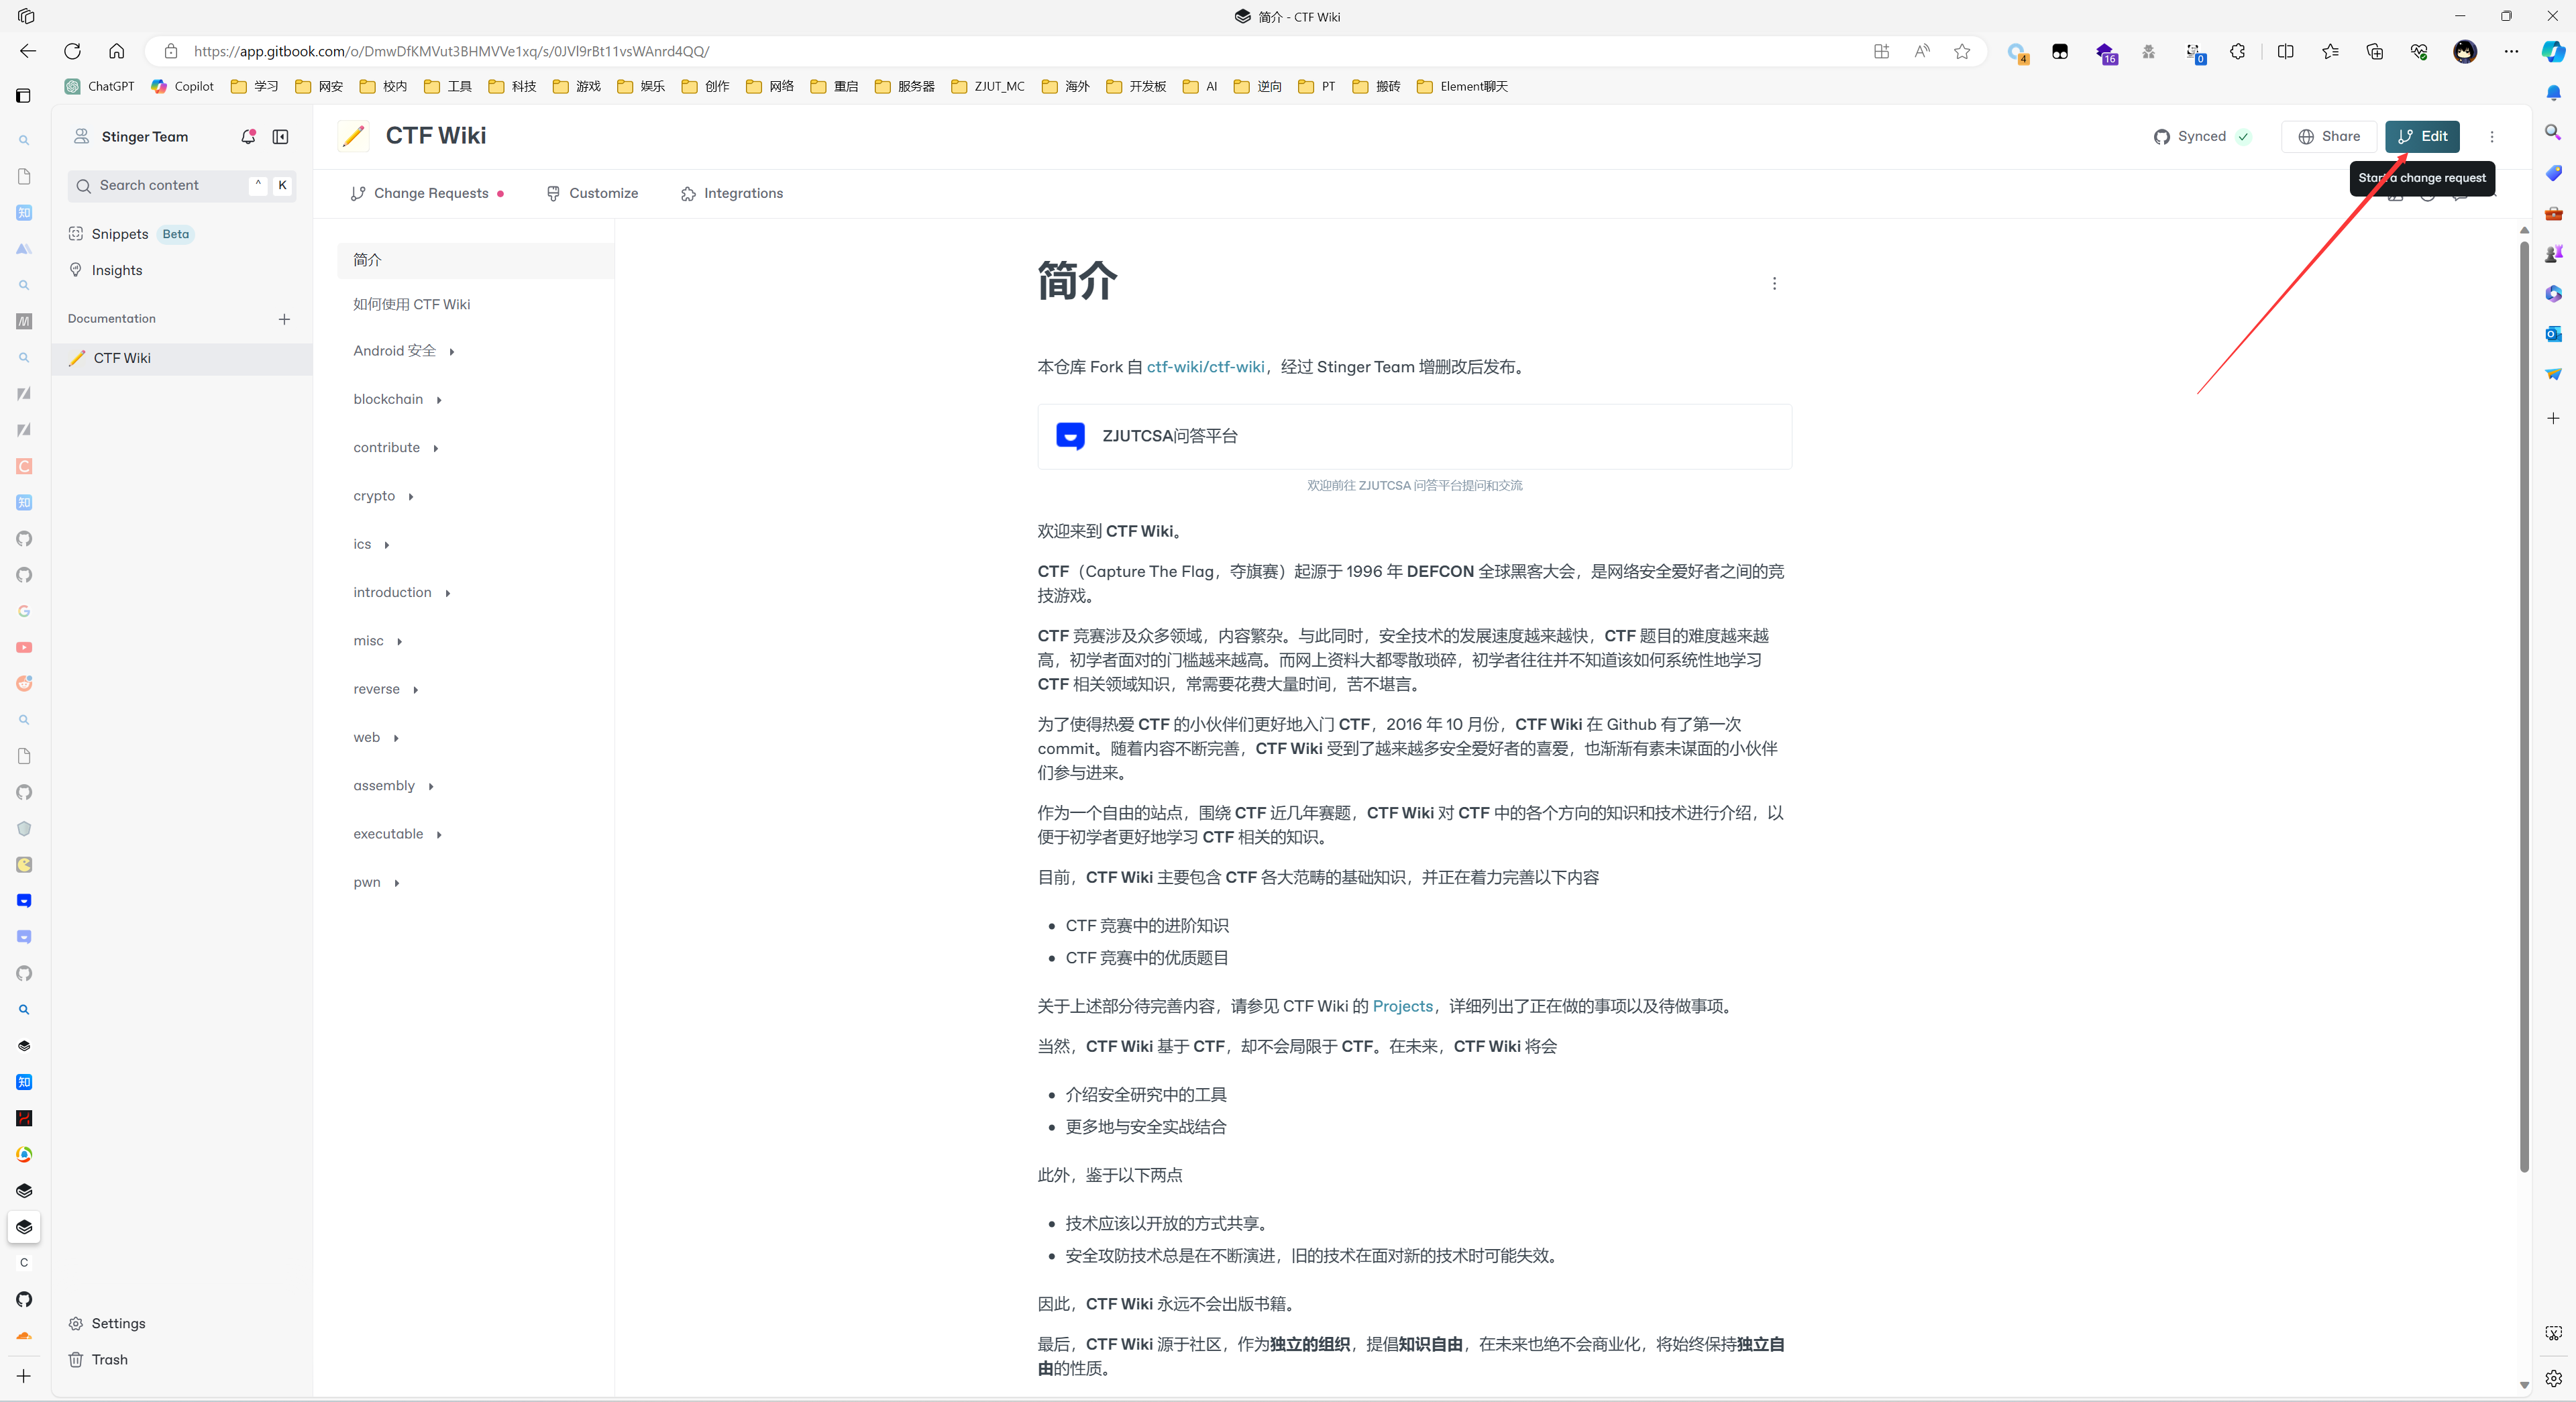 简介 - CTF Wiki
https://app.gitbook.com/o/DmwDfKMVut3BHMVVe1xq/s/0JVl9rBt11vsWAnrd4QQ/
4
16
0
ChatGPT Copilot 学习 网安 校内 工具 科技 游戏 娱乐 创作 网络 重启 服务器 ZJUT_MC 海外 开发板 AI 逆向 PT 搬砖 Element聊天
Stinger Team
CTF Wiki
Synced
Share
Edit
Start a change request
Search content
^ K
Change Requests
Customize
Integrations
Snippets Beta
Insights
Documentation
CTF Wiki
Settings
Trash
简介
如何使用 CTF Wiki
Android 安全
blockchain
contribute
crypto
ics
introduction
misc
reverse
web
assembly
executable
pwn
简介
本仓库 Fork 自 ctf-wiki/ctf-wiki，经过 Stinger Team 增删改后发布。
ZJUTCSA问答平台
欢迎前往 ZJUTCSA 问答平台提问和交流
欢迎来到 CTF Wiki。
CTF（Capture The Flag，夺旗赛）起源于 1996 年 DEFCON 全球黑客大会，是网络安全爱好者之间的竞
技游戏。
CTF 竞赛涉及众多领域，内容繁杂。与此同时，安全技术的发展速度越来越快，CTF 题目的难度越来越
高，初学者面对的门槛越来越高。而网上资料大都零散琐碎，初学者往往并不知道该如何系统性地学习
CTF 相关领域知识，常需要花费大量时间，苦不堪言。
为了使得热爱 CTF 的小伙伴们更好地入门 CTF，2016 年 10 月份，CTF Wiki 在 Github 有了第一次
commit。随着内容不断完善，CTF Wiki 受到了越来越多安全爱好者的喜爱，也渐渐有素未谋面的小伙伴
们参与进来。
作为一个自由的站点，围绕 CTF 近几年赛题，CTF Wiki 对 CTF 中的各个方向的知识和技术进行介绍，以
便于初学者更好地学习 CTF 相关的知识。
目前，CTF Wiki 主要包含 CTF 各大范畴的基础知识，并正在着力完善以下内容
• CTF 竞赛中的进阶知识
• CTF 竞赛中的优质题目
关于上述部分待完善内容，请参见 CTF Wiki 的 Projects，详细列出了正在做的事项以及待做事项。
当然，CTF Wiki 基于 CTF，却不会局限于 CTF。在未来，CTF Wiki 将会
• 介绍安全研究中的工具
• 更多地与安全实战结合
此外，鉴于以下两点
• 技术应该以开放的方式共享。
• 安全攻防技术总是在不断演进，旧的技术在面对新的技术时可能失效。
因此，CTF Wiki 永远不会出版书籍。
最后，CTF Wiki 源于社区，作为独立的组织，提倡知识自由，在未来也绝不会商业化，将始终保持独立自
由的性质。